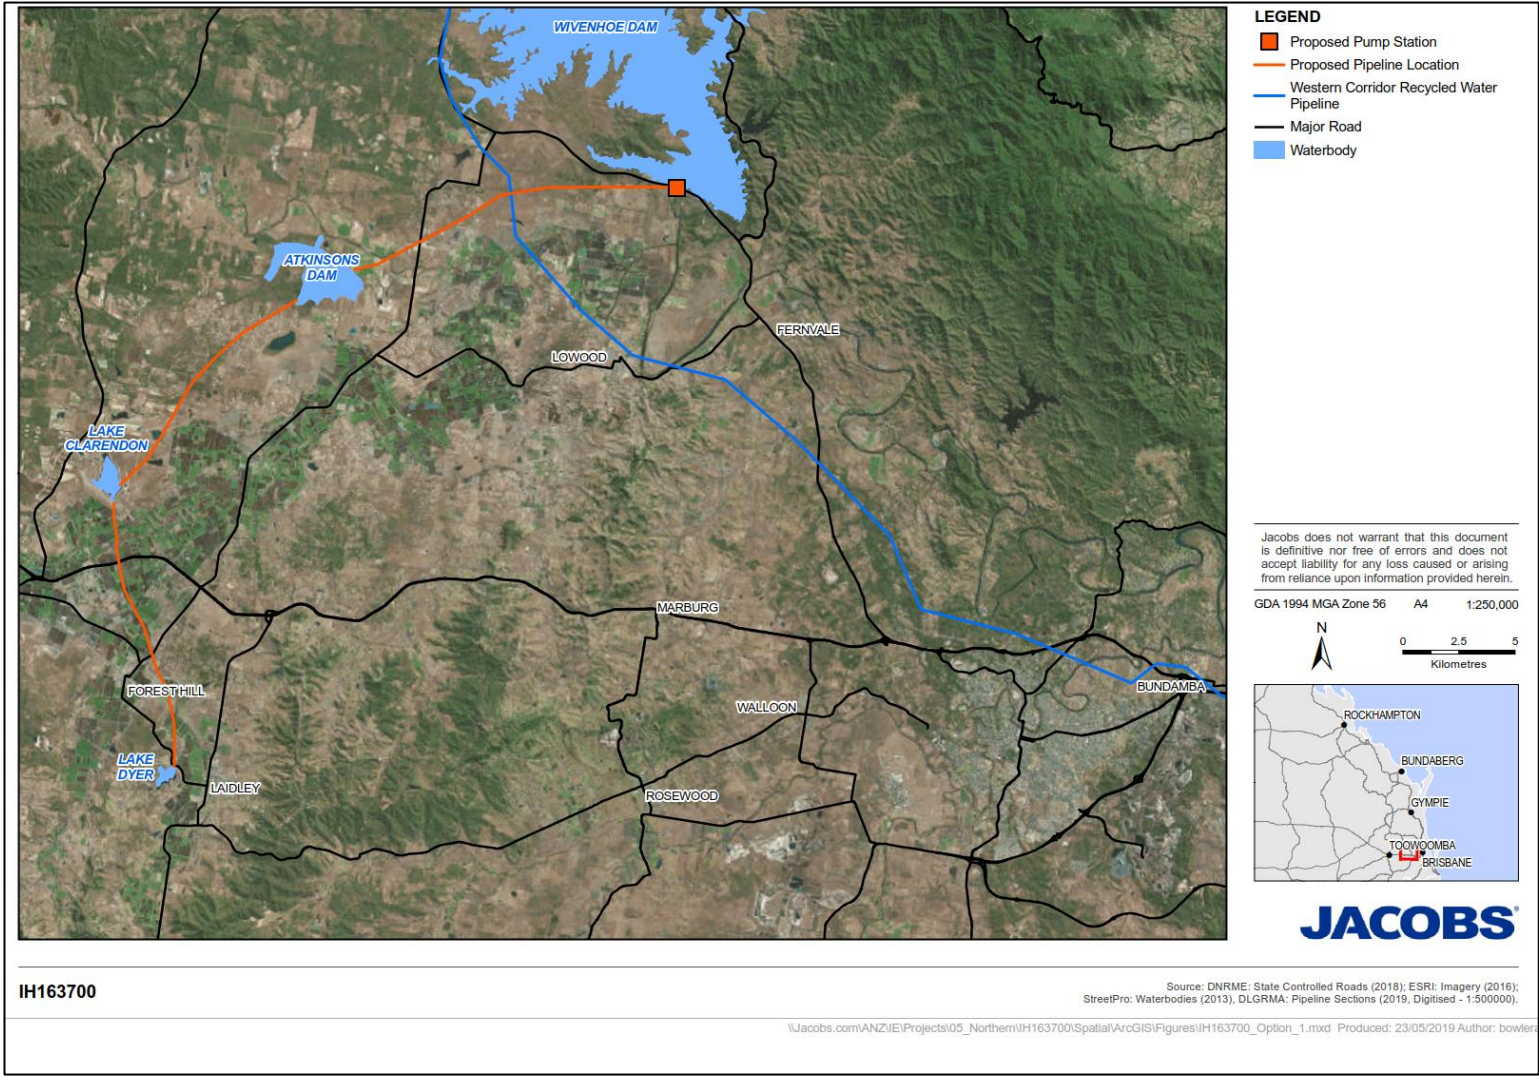 WIVENHOE DAM
ATKINSONS
DAM
FERNVALE
LOWOOD
LAKE
CLARENDON
MARBURG
FOREST HILL
BUNDAMBA
WALLOON
LAKE
DYER
LAIDLEY
ROSEWOOD
LEGEND
Proposed Pump Station
Proposed Pipeline Location
Western Corridor Recycled Water
Pipeline
Major Road
Waterbody
Jacobs does not warrant that this document
is definitive nor free of errors and does not
accept liability for any loss caused or arising
from reliance upon information provided herein.
GDA 1994 MGA Zone 56 A4 1:250,000
N
0 2.5 5
Kilometres
ROCKHAMPTON
BUNDABERG
GYMPIE
TOOWOOMBA
BRISBANE
JACOBS
IH163700
Source: DNRME: State Controlled Roads (2018); ESRI: Imagery (2016);
StreetPro: Waterbodies (2013), DLGRMA: Pipeline Sections (2019, Digitised - 1:500000).
\\Jacobs.com\ANZ\IE\Projects\05_Northern\IH163700\Spatial\ArcGIS\Figures\IH163700_Option_1.mxd Produced: 23/05/2019 Author: bowlera